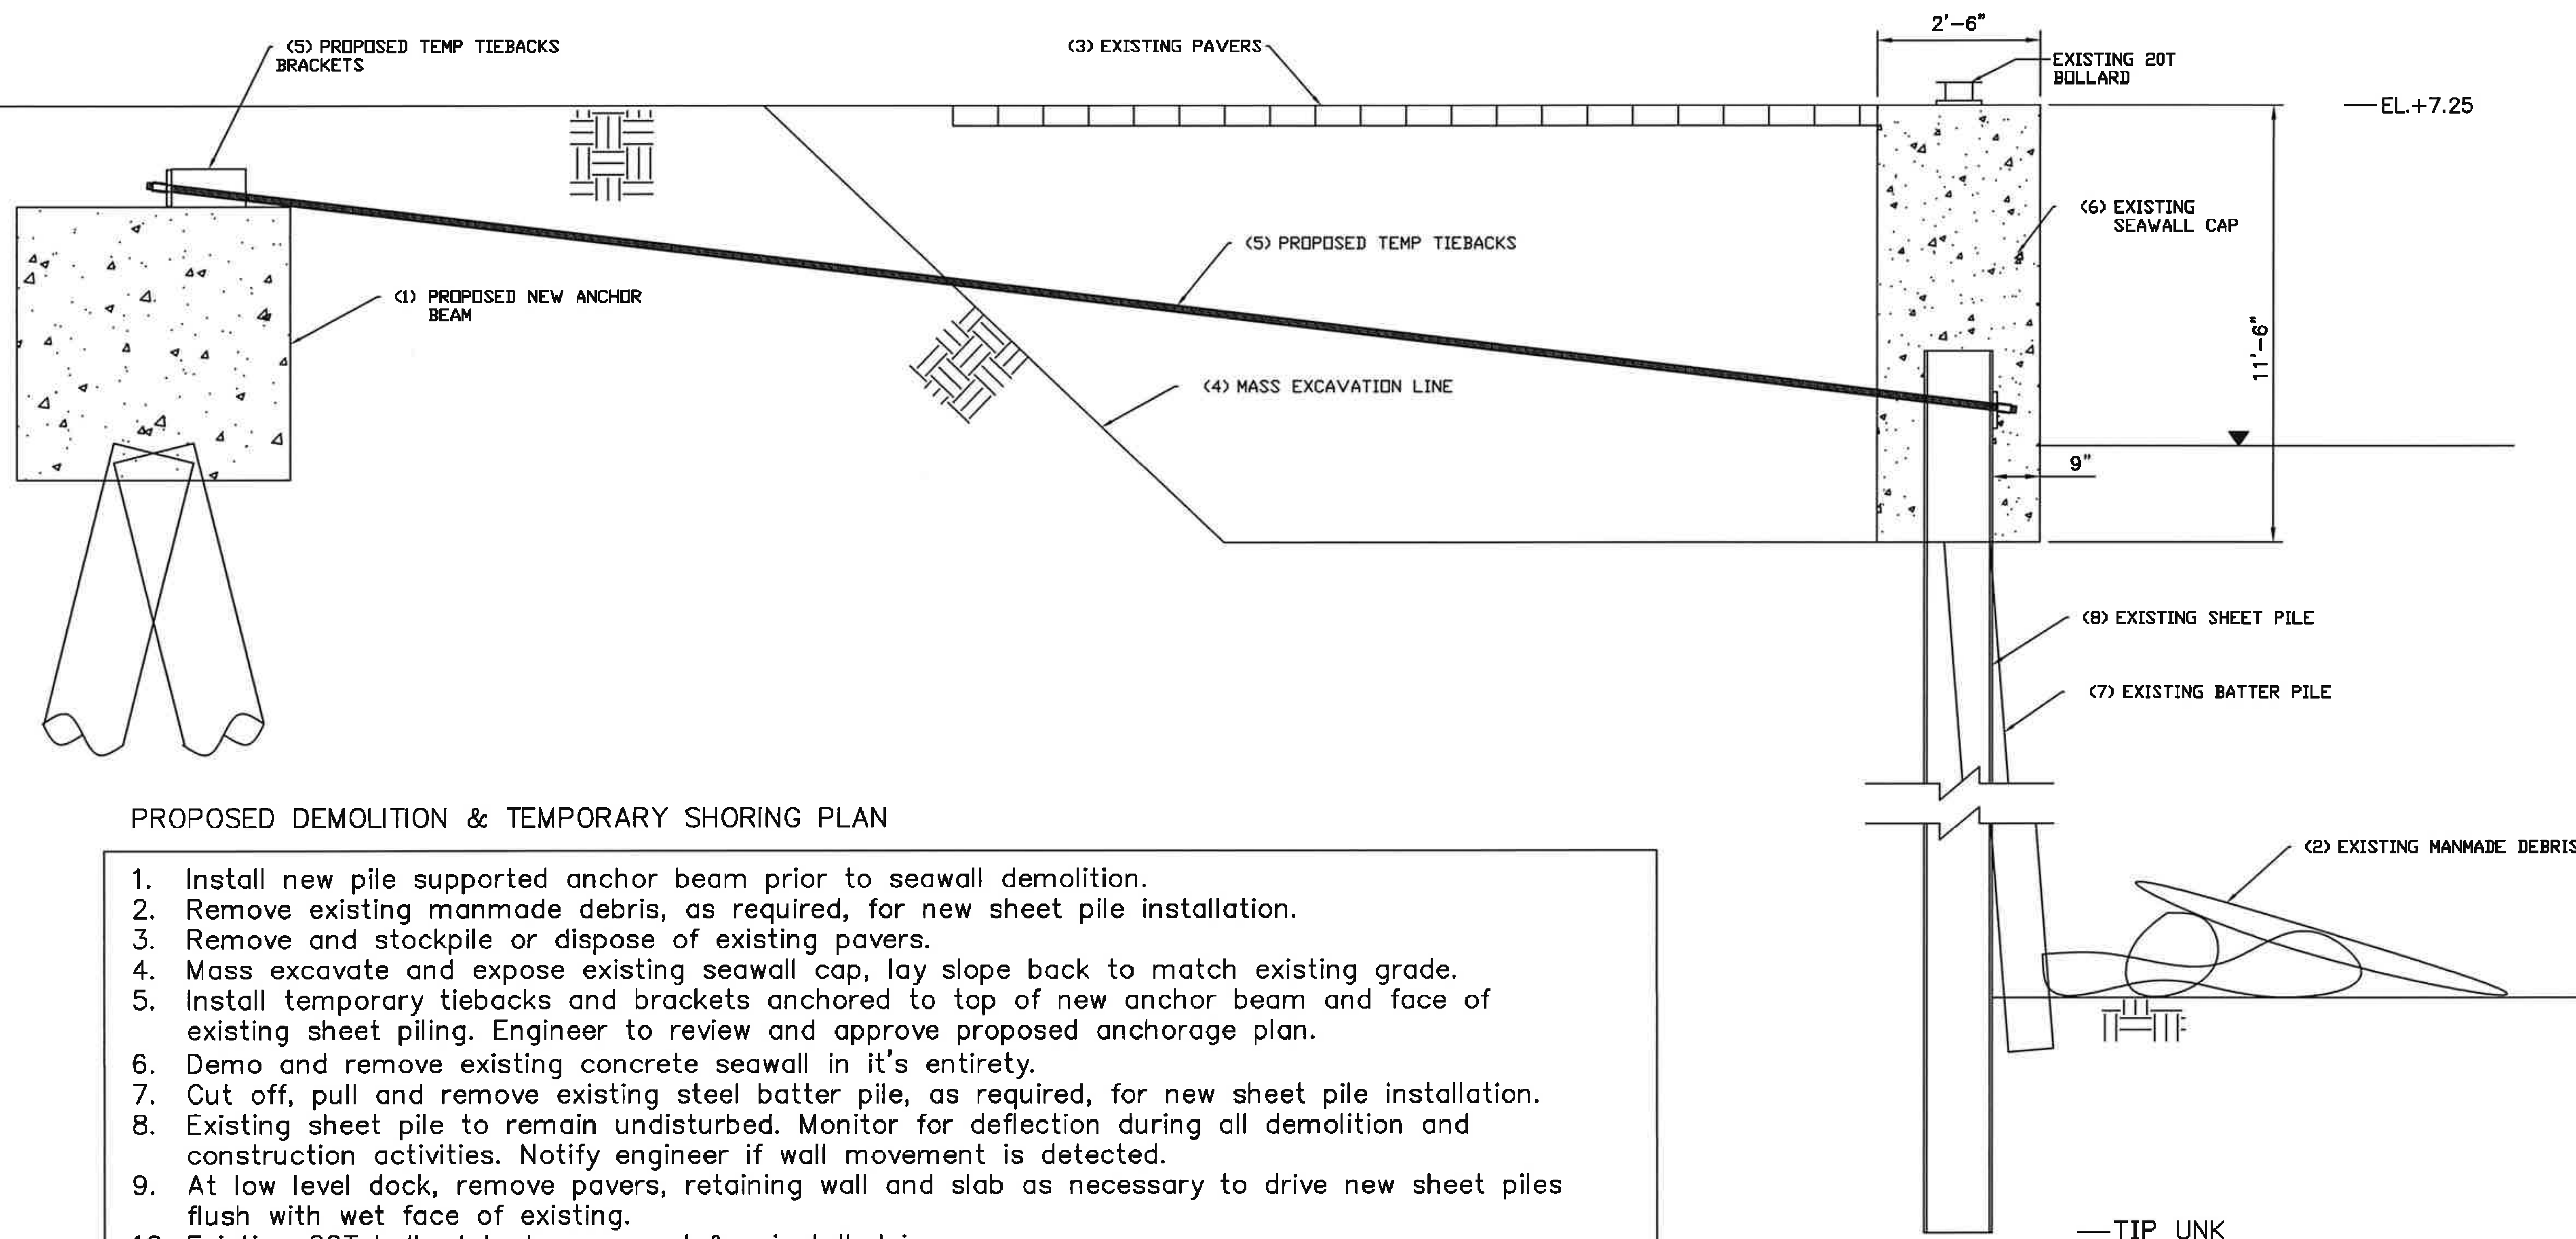 2'-6"
(5) PROPOSED TEMP TIEBACKS
BRACKETS
(3) EXISTING PAVERS
EXISTING 20T
BOLLARD
EL.+7.25
(6) EXISTING
SEAWALL CAP
(5) PROPOSED TEMP TIEBACKS
(1) PROPOSED NEW ANCHOR
BEAM
11'-6"
(4) MASS EXCAVATION LINE
9"
(8) EXISTING SHEET PILE
(7) EXISTING BATTER PILE
(2) EXISTING MANMADE DEBRIS
PROPOSED DEMOLITION & TEMPORARY SHORING PLAN
1. Install new pile supported anchor beam prior to seawall demolition.
2. Remove existing manmade debris, as required, for new sheet pile installation.
3. Remove and stockpile or dispose of existing pavers.
4. Mass excavate and expose existing seawall cap, lay slope back to match existing grade.
5. Install temporary tiebacks and brackets anchored to top of new anchor beam and face of
existing sheet piling. Engineer to review and approve proposed anchorage plan.
6. Demo and remove existing concrete seawall in it's entirety.
7. Cut off, pull and remove existing steel batter pile, as required, for new sheet pile installation.
8. Existing sheet pile to remain undisturbed. Monitor for deflection during all demolition and
construction activities. Notify engineer if wall movement is detected.
9. At low level dock, remove pavers, retaining wall and slab as necessary to drive new sheet piles
flush with wet face of existing.
TIP UNK